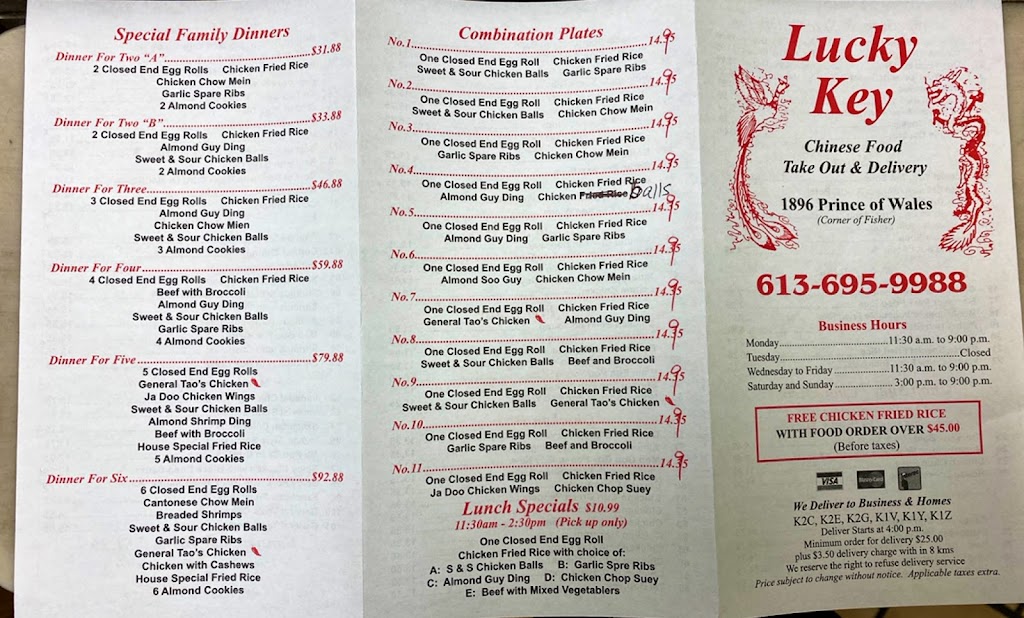 Special Family Dinners
Dinner For Two "A" $31.88
2 Closed End Egg Rolls Chicken Fried Rice
Chicken Chow Mein
Garlic Spare Ribs
2 Almond Cookies
Dinner For Two "B" $33.88
2 Closed End Egg Rolls Chicken Fried Rice
Almond Guy Ding
Sweet & Sour Chicken Balls
2 Almond Cookies
Dinner For Three $46.88
3 Closed End Egg Rolls Chicken Fried Rice
Almond Guy Ding
Chicken Chow Mien
Sweet & Sour Chicken Balls
3 Almond Cookies
Dinner For Four $59.88
4 Closed End Egg Rolls Chicken Fried Rice
Beef with Broccoli
Almond Guy Ding
Sweet & Sour Chicken Balls
Garlic Spare Ribs
4 Almond Cookies
Dinner For Five $79.88
5 Closed End Egg Rolls
General Tao's Chicken
Ja Doo Chicken Wings
Sweet & Sour Chicken Balls
Almond Shrimp Ding
Beef with Broccoli
House Special Fried Rice
5 Almond Cookies
Dinner For Six $92.88
6 Closed End Egg Rolls
Cantonese Chow Mein
Breaded Shrimps
Sweet & Sour Chicken Balls
Garlic Spare Ribs
General Tao's Chicken
Chicken with Cashews
House Special Fried Rice
6 Almond Cookies
Combination Plates
No.1 14.95
One Closed End Egg Roll Chicken Fried Rice
Sweet & Sour Chicken Balls Garlic Spare Ribs
No.2 14.95
One Closed End Egg Roll Chicken Fried Rice
Sweet & Sour Chicken Balls Chicken Chow Mein
No.3 14.95
One Closed End Egg Roll Chicken Fried Rice
Garlic Spare Ribs Chicken Chow Mein
No.4 14.95
One Closed End Egg Roll Chicken Fried Rice
Almond Guy Ding Chicken Fried Rice balls
No.5 14.95
One Closed End Egg Roll Chicken Fried Rice
Almond Guy Ding Garlic Spare Ribs
No.6 14.95
One Closed End Egg Roll Chicken Fried Rice
Almond Soo Guy Chicken Chow Mein
No.7 14.95
One Closed End Egg Roll Chicken Fried Rice
General Tao's Chicken Almond Guy Ding
No.8 14.95
One Closed End Egg Roll Chicken Fried Rice
Sweet & Sour Chicken Balls Beef and Broccoli
No.9 14.95
One Closed End Egg Roll Chicken Fried Rice
Sweet & Sour Chicken Balls General Tao's Chicken
No.10 14.95
One Closed End Egg Roll Chicken Fried Rice
Garlic Spare Ribs Beef and Broccoli
No.11 14.95
One Closed End Egg Roll Chicken Fried Rice
Ja Doo Chicken Wings Chicken Chop Suey
Lunch Specials $10.99
11:30am - 2:30pm (Pick up only)
One Closed End Egg Roll
Chicken Fried Rice with choice of:
A: S & S Chicken Balls B: Garlic Spre Ribs
C: Almond Guy Ding D: Chicken Chop Suey
E: Beef with Mixed Vegetablers
Lucky
Key
Chinese Food
Take Out & Delivery
1896 Prince of Wales
(Corner of Fisher)
613-695-9988
Business Hours
Monday 11:30 a.m. to 9:00 p.m.
Tuesday Closed
Wednesday to Friday 11:30 a.m. to 9:00 p.m.
Saturday and Sunday 3:00 p.m. to 9:00 p.m.
FREE CHICKEN FRIED RICE
WITH FOOD ORDER OVER $45.00
(Before taxes)
VISA
We Deliver to Business & Homes
K2C, K2E, K2G, K1V, K1Y, K1Z
Deliver Starts at 4:00 p.m.
Minimum order for delivery $25.00
plus $3.50 delivery charge with in 8 kms
We reserve the right to refuse delivery service
Price subject to change without notice. Applicable taxes extra.